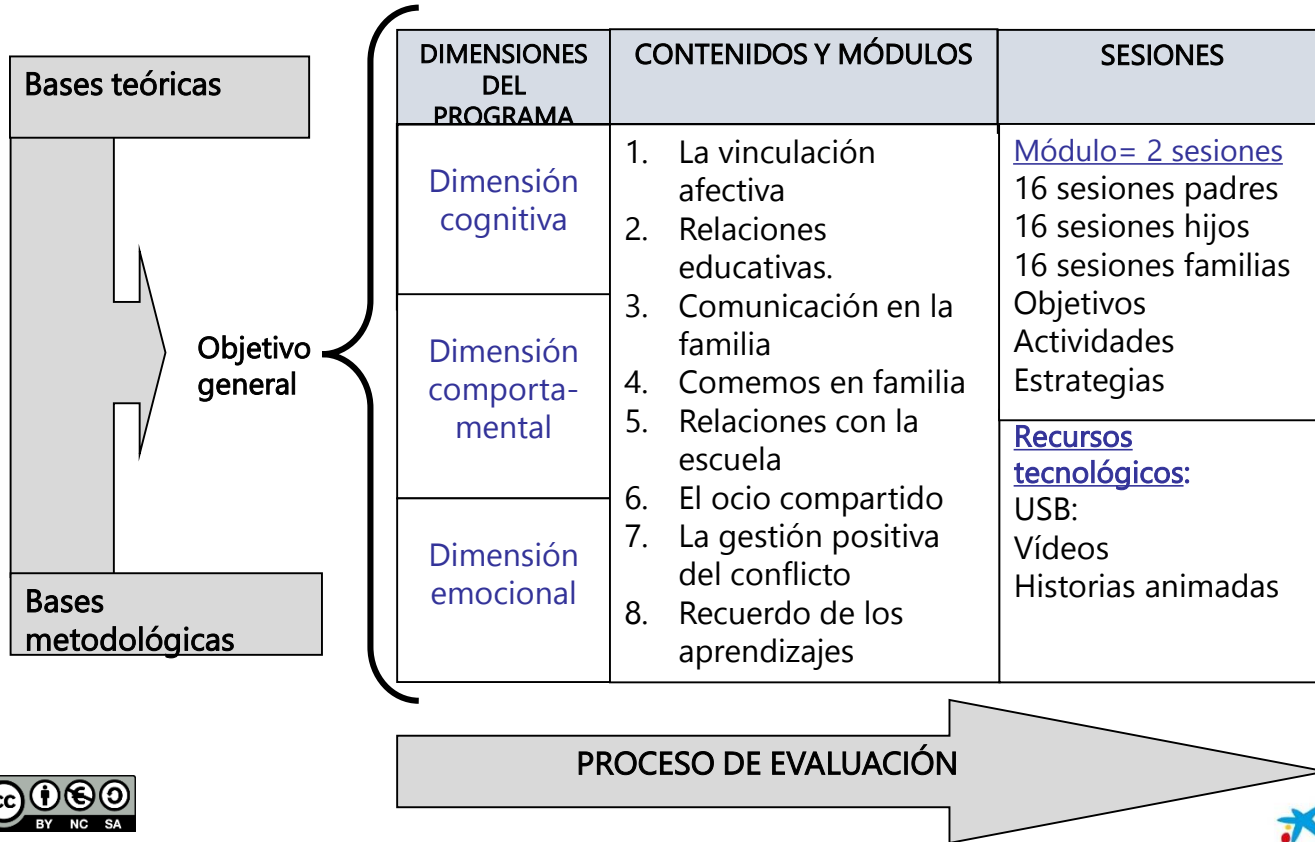 Bases teóricas
Bases
metodológicas
Objetivo
general
DIMENSIONES
DEL
PROGRAMA
CONTENIDOS Y MÓDULOS
SESIONES
Dimensión
cognitiva
Dimensión
comporta-
mental
Dimensión
emocional
1. La vinculación
afectiva
2. Relaciones
educativas.
3. Comunicación en la
familia
4. Comemos en familia
5. Relaciones con la
escuela
6. El ocio compartido
7. La gestión positiva
del conflicto
8. Recuerdo de los
aprendizajes
Módulo= 2 sesiones
16 sesiones padres
16 sesiones hijos
16 sesiones familias
Objetivos
Actividades
Estrategias
Recursos
tecnológicos:
USB:
Vídeos
Historias animadas
PROCESO DE EVALUACIÓN
cc
BY NC SA